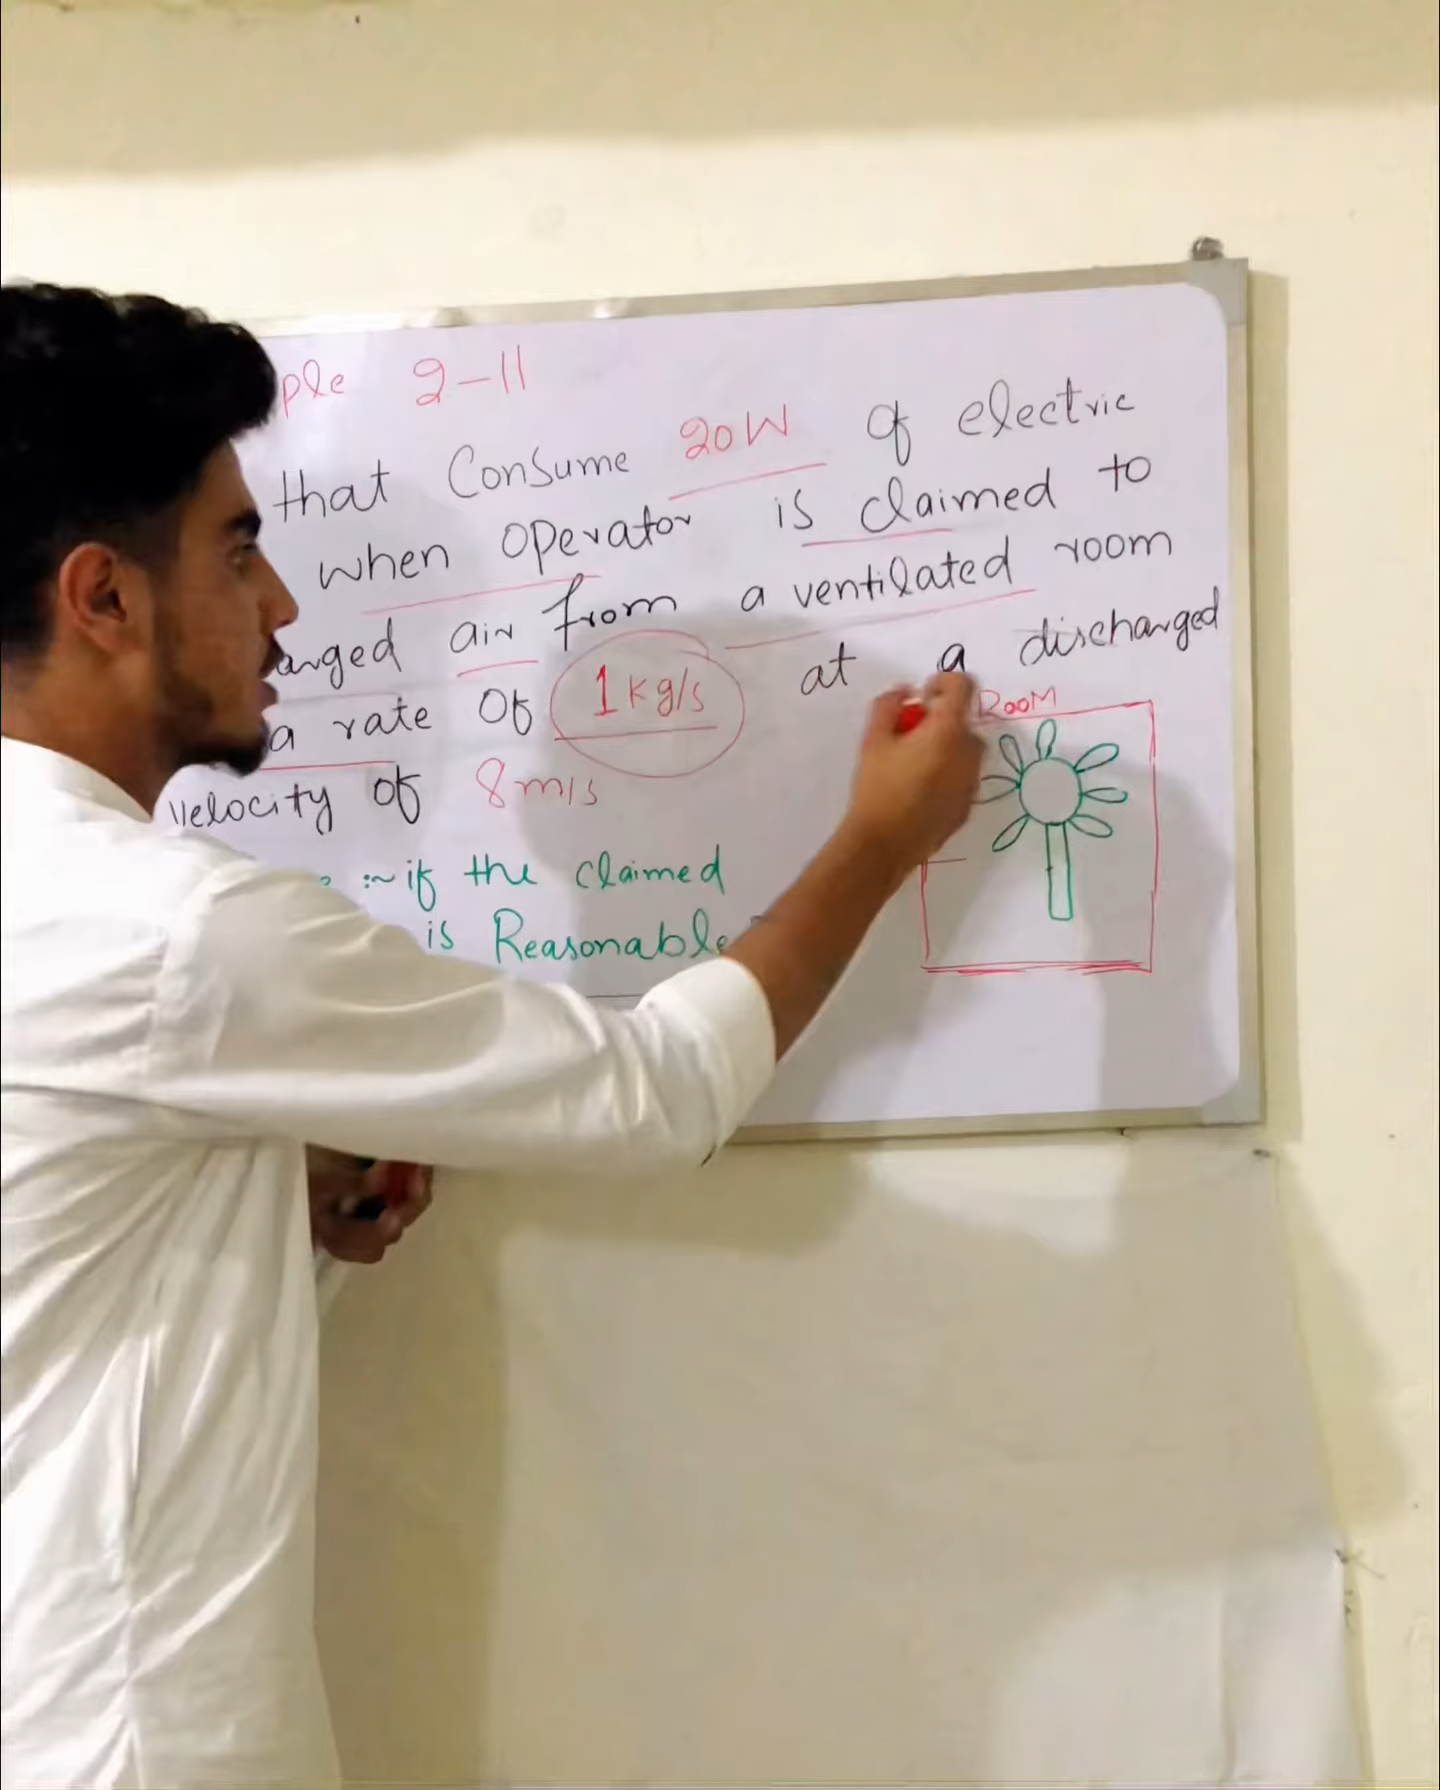 ple 2-11
that Consume 20W of electric
when operator is claimed to
arged air from a ventilated room
a rate of 1kg/s at a discharged
velocity of 8m/s
if the claimed
is Reasonable
ROOM